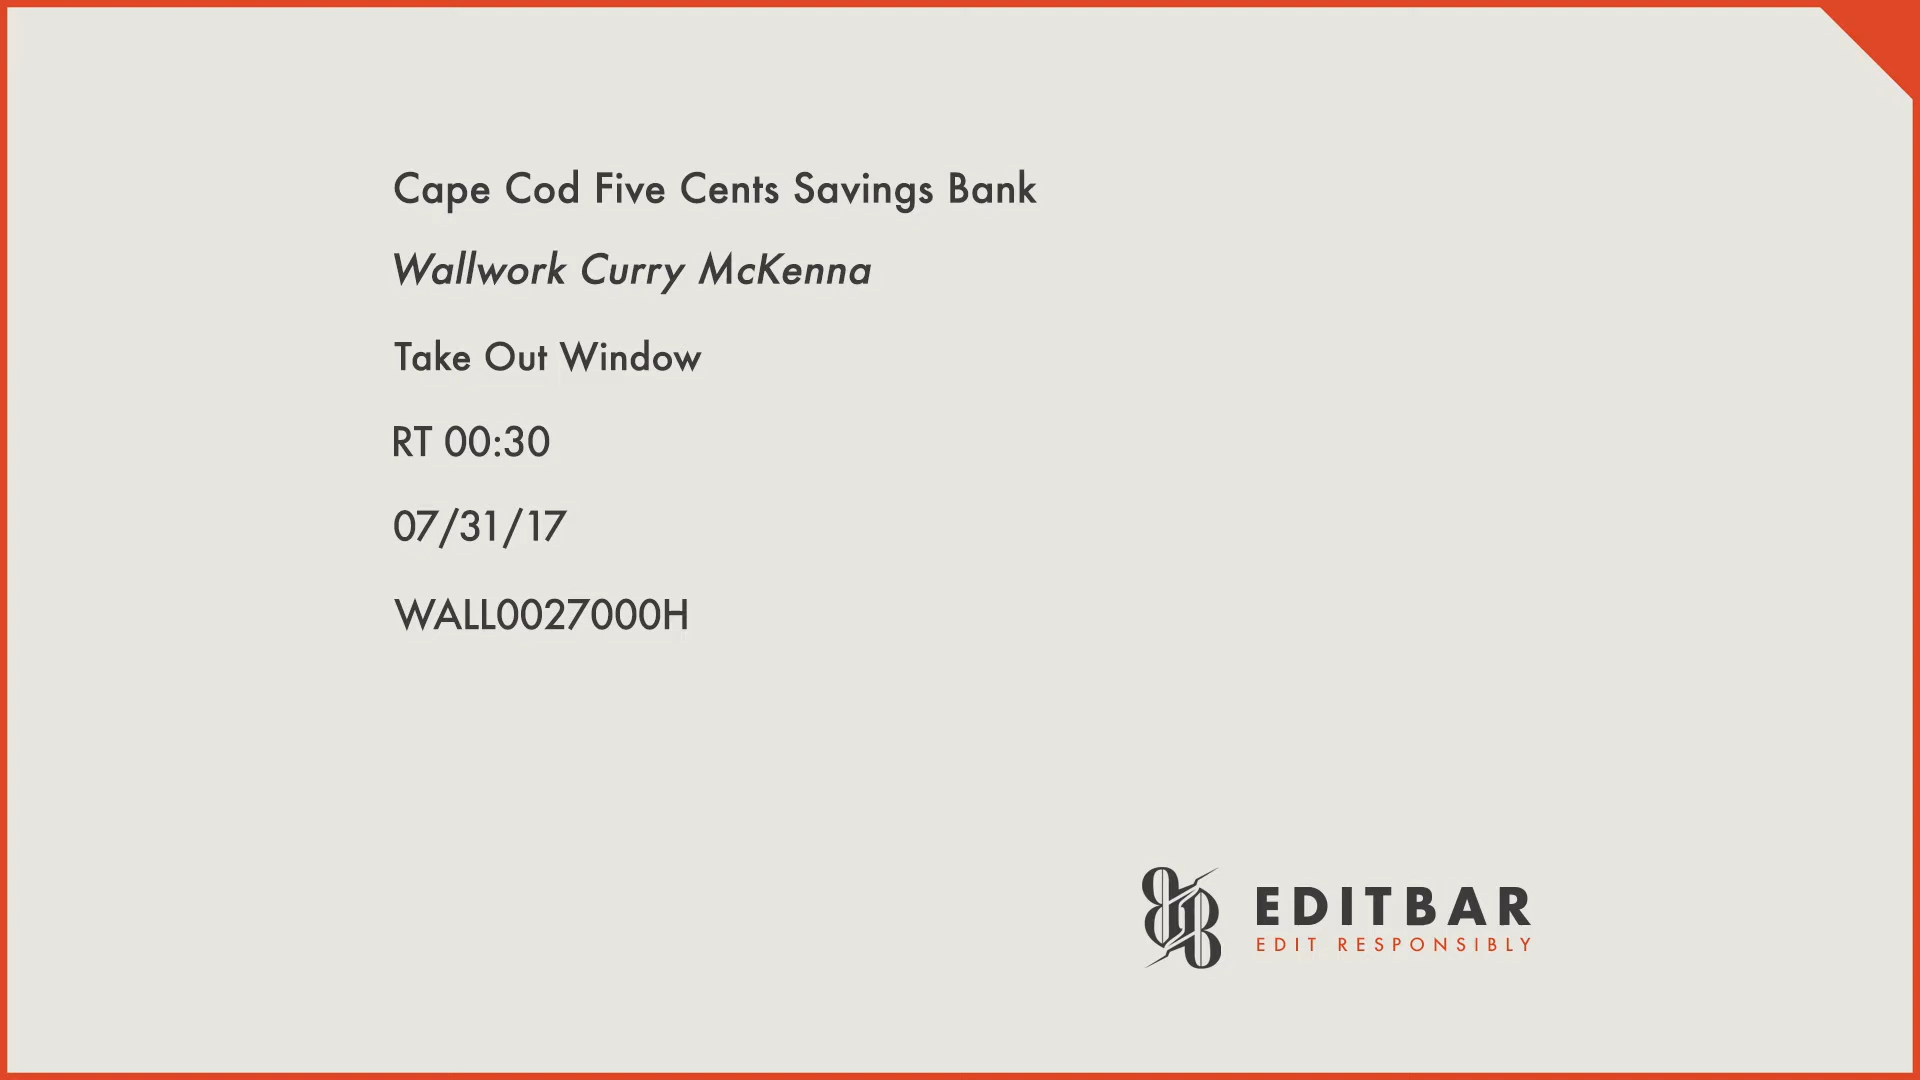 Cape Cod Five Cents Savings Bank
Wallwork Curry McKenna
Take Out Window
RT 00:30
07/31/17
WALL0027000H
EDITBAR
EDIT RESPONSIBLY